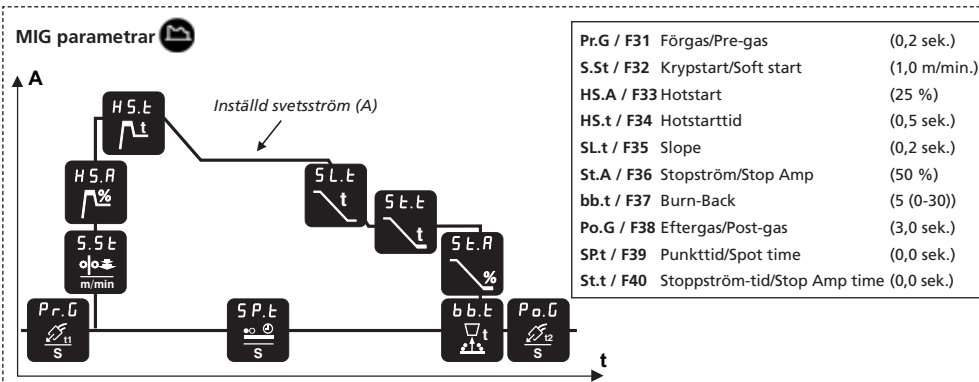 MIG parametrar
A
HS.t
t
Inställd svetsström (A)
HS.A
%
SL.t
t
St.t
t
S.St
m/min
St.A
%
Pr.G
t1
S
SP.t
S
bb.t
t
Po.G
t2
S
t
Pr.G / F31 Förgas/Pre-gas (0,2 sek.)
S.St / F32 Krypstart/Soft start (1,0 m/min.)
HS.A / F33 Hotstart (25 %)
HS.t / F34 Hotstarttid (0,5 sek.)
SL.t / F35 Slope (0,2 sek.)
St.A / F36 Stopström/Stop Amp (50 %)
bb.t / F37 Burn-Back (5 (0-30))
Po.G / F38 Eftergas/Post-gas (3,0 sek.)
SP.t / F39 Punkttid/Spot time (0,0 sek.)
St.t / F40 Stoppström-tid/Stop Amp time (0,0 sek.)